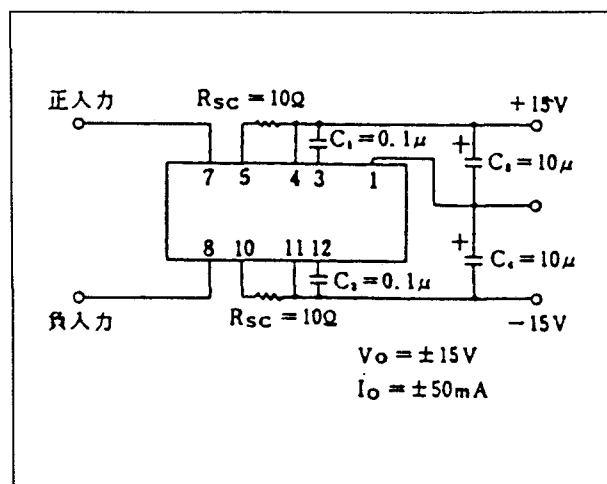 正入力
RSC=10Ω
+15V
C1=0.1μ
+
C3=10μ
7 5 4 3 1
8 10 11 12
+
C4=10μ
C2=0.1μ
負入力
RSC=10Ω
-15V
VO=±15V
IO=±50mA